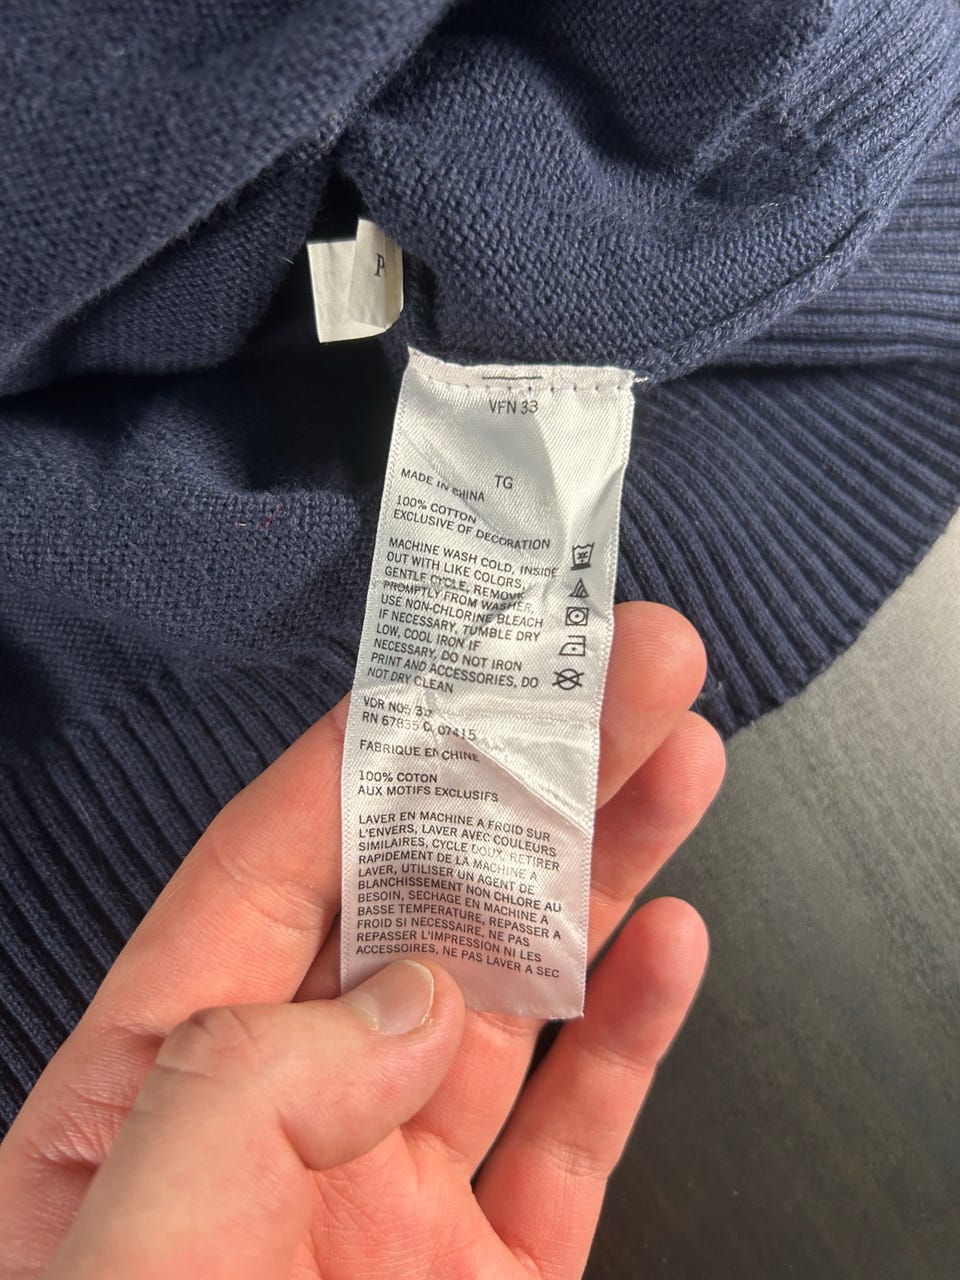 P
VFN 33
TG
MADE IN CHINA
100% COTTON
EXCLUSIVE OF DECORATION
MACHINE WASH COLD, INSIDE
OUT WITH LIKE COLORS,
GENTLE CYCLE, REMOVE
PROMPTLY FROM WASHER,
USE NON-CHLORINE BLEACH
IF NECESSARY, TUMBLE DRY
LOW, COOL IRON IF
NECESSARY, DO NOT IRON
PRINT AND ACCESSORIES, DO
NOT DRY CLEAN
VDR NO
RN 67835 C. 07415
FABRIQUE EN CHINE
100% COTON
AUX MOTIFS EXCLUSIFS
LAVER EN MACHINE A FROID SUR
L'ENVERS, LAVER AVEC COULEURS
SIMILAIRES, CYCLE DOUX, RETIRER
RAPIDEMENT DE LA MACHINE A
LAVER, UTILISER UN AGENT DE
BLANCHISSEMENT NON CHLORE AU
BESOIN, SECHAGE EN MACHINE A
BASSE TEMPERATURE, REPASSER A
FROID SI NECESSAIRE, NE PAS
REPASSER L'IMPRESSION NI LES
ACCESSOIRES, NE PAS LAVER A SEC